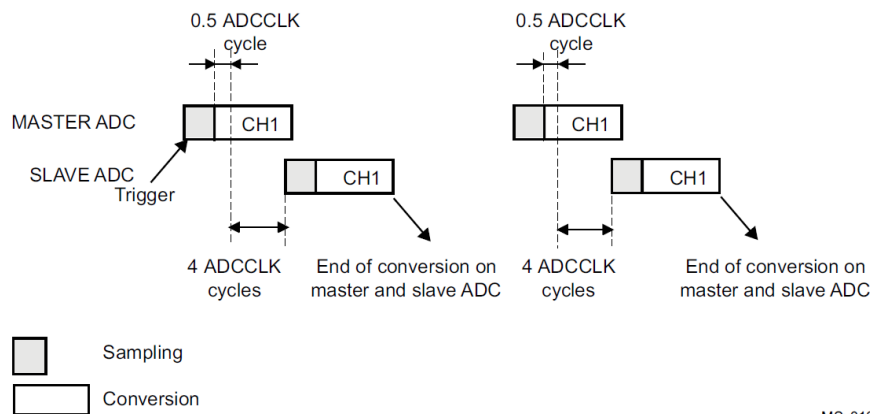 0.5 ADCCLK
cycle
0.5 ADCCLK
cycle
MASTER ADC
CH1
CH1
SLAVE ADC
Trigger
CH1
CH1
4 ADCCLK
cycles
End of conversion on
master and slave ADC
4 ADCCLK
cycles
End of conversion on
master and slave ADC
Sampling
Conversion